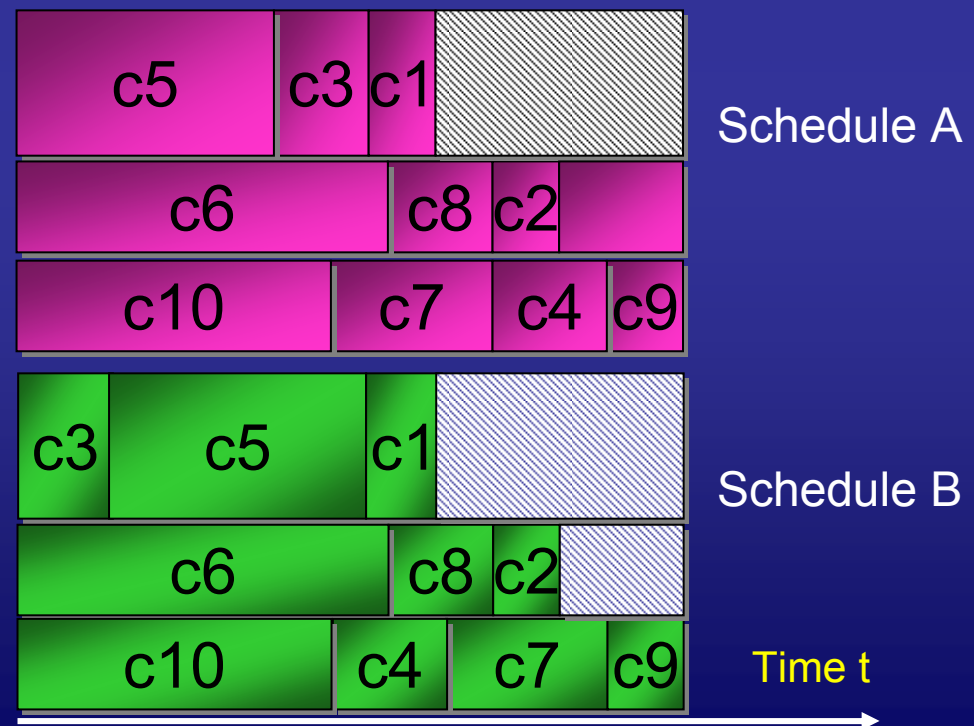 c5 c3 c1
Schedule A
c6 c8 c2
c10 c7 c4 c9
c3 c5 c1
Schedule B
c6 c8 c2
c10 c4 c7 c9
Time t